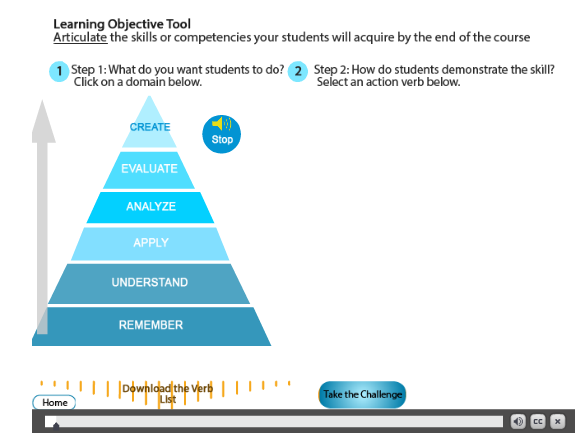 Learning Objective Tool
Articulate the skills or competencies your students will acquire by the end of the course
1 Step 1: What do you want students to do?
Click on a domain below.
2 Step 2: How do students demonstrate the skill?
Select an action verb below.
CREATE
Stop
EVALUATE
ANALYZE
APPLY
UNDERSTAND
REMEMBER
Download the Verb
List
Take the Challenge
Home
CC
x